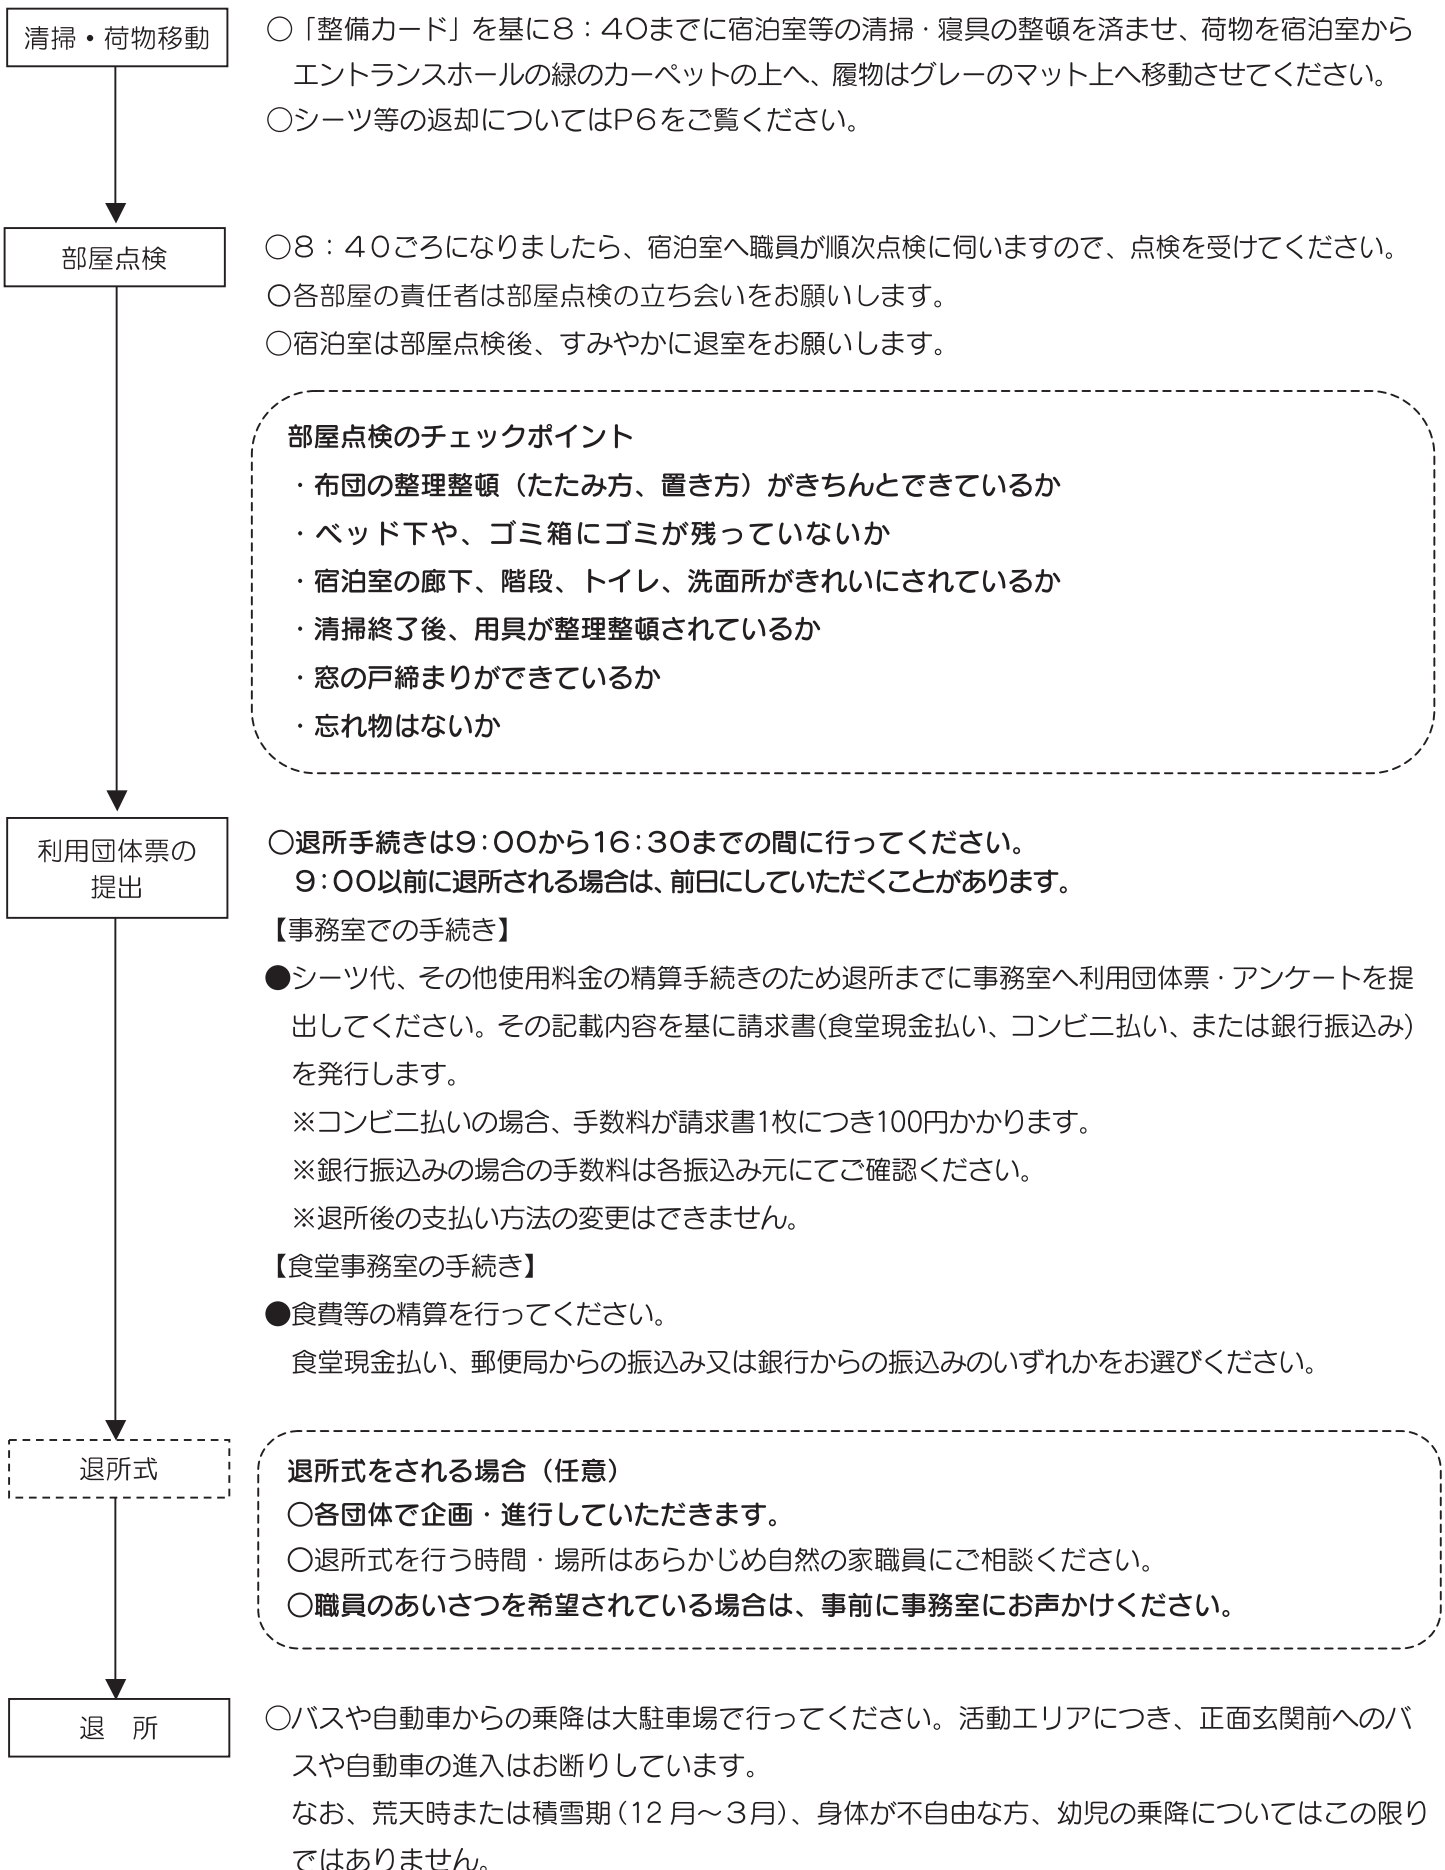 清掃・荷物移動
○「整備カード」を基に８：４０までに宿泊室等の清掃・寝具の整頓を済ませ、荷物を宿泊室から
エントランスホールの緑のカーペットの上へ、履物はグレーのマット上へ移動させてください。
○シーツ等の返却についてはP６をご覧ください。
部屋点検
○８：４０ごろになりましたら、宿泊室へ職員が順次点検に伺いますので、点検を受けてください。
○各部屋の責任者は部屋点検の立ち会いをお願いします。
○宿泊室は部屋点検後、すみやかに退室をお願いします。
部屋点検のチェックポイント
・布団の整理整頓（たたみ方、置き方）がきちんとできているか
・ベッド下や、ゴミ箱にゴミが残っていないか
・宿泊室の廊下、階段、トイレ、洗面所がきれいにされているか
・清掃終了後、用具が整理整頓されているか
・窓の戸締まりができているか
・忘れ物はないか
利用団体票の
提出
○退所手続きは9：00から16：30までの間に行ってください。
9：00以前に退所される場合は、前日にしていただくことがあります。
【事務室での手続き】
●シーツ代、その他使用料金の精算手続きのため退所までに事務室へ利用団体票・アンケートを提
出してください。その記載内容を基に請求書(食堂現金払い、コンビニ払い、または銀行振込み)
を発行します。
※コンビニ払いの場合、手数料が請求書1枚につき100円かかります。
※銀行振込みの場合の手数料は各振込み元にてご確認ください。
※退所後の支払い方法の変更はできません。
【食堂事務室の手続き】
●食費等の精算を行ってください。
食堂現金払い、郵便局からの振込み又は銀行からの振込みのいずれかをお選びください。
退所式
退所式をされる場合（任意）
○各団体で企画・進行していただきます。
○退所式を行う時間・場所はあらかじめ自然の家職員にご相談ください。
○職員のあいさつを希望されている場合は、事前に事務室にお声かけください。
退　所
○バスや自動車からの乗降は大駐車場で行ってください。活動エリアにつき、正面玄関前へのバ
スや自動車の進入はお断りしています。
なお、荒天時または積雪期（12 月～３月）、身体が不自由な方、幼児の乗降についてはこの限り
ではありません。